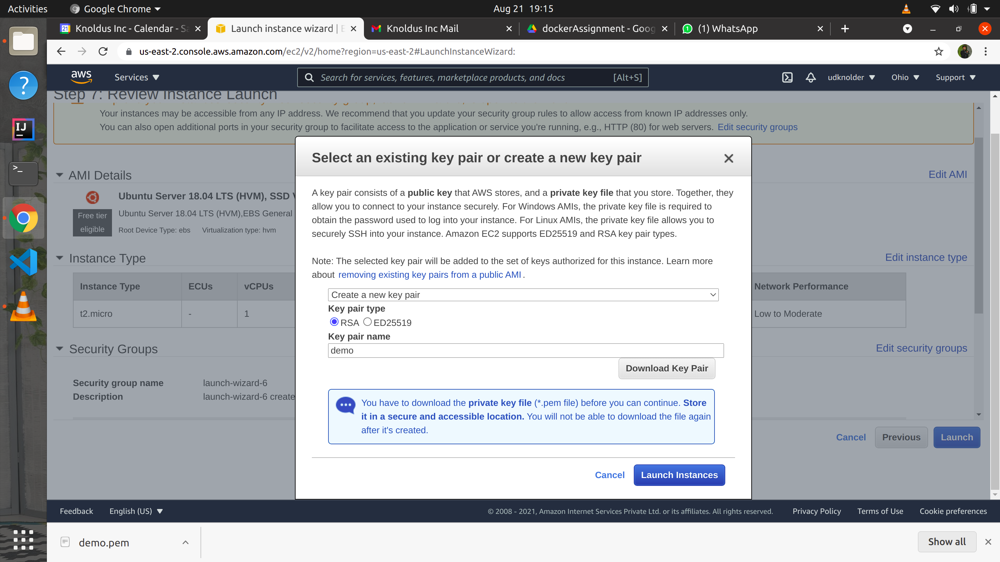 Activities
Google Chrome
Aug 21 19:15
Knoldus Inc - Calendar - Sa
Launch instance wizard | E
Knoldus Inc Mail
dockerAssignment - Goog
(1) WhatsApp
us-east-2.console.aws.amazon.com/ec2/v2/home?region=us-east-2#LaunchInstanceWizard:
aws
Services
Search for services, features, marketplace products, and docs
[Alt+S]
udknolder
Ohio
Support
Step 7: Review Instance Launch
Your instances may be accessible from any IP address. We recommend that you update your security group rules to allow access from known IP addresses only.
You can also open additional ports in your security group to facilitate access to the application or service you're running, e.g., HTTP (80) for web servers. Edit security groups
AMI Details
Edit AMI
Ubuntu Server 18.04 LTS (HVM), SSD
Free tier
eligible
Ubuntu Server 18.04 LTS (HVM),EBS General
Root Device Type: ebs Virtualization type: hvm
Instance Type
Edit instance type
Instance Type ECUs vCPUs Network Performance
t2.micro - 1 Low to Moderate
Security Groups
Edit security groups
Security group name launch-wizard-6
Description launch-wizard-6 create
Cancel
Previous
Launch
Select an existing key pair or create a new key pair
A key pair consists of a public key that AWS stores, and a private key file that you store. Together, they
allow you to connect to your instance securely. For Windows AMIs, the private key file is required to
obtain the password used to log into your instance. For Linux AMIs, the private key file allows you to
securely SSH into your instance. Amazon EC2 supports ED25519 and RSA key pair types.
Note: The selected key pair will be added to the set of keys authorized for this instance. Learn more
about removing existing key pairs from a public AMI .
Create a new key pair
Key pair type
RSA ED25519
Key pair name
demo
Download Key Pair
You have to download the private key file (*.pem file) before you can continue. Store
it in a secure and accessible location. You will not be able to download the file again
after it's created.
Cancel
Launch Instances
Feedback
English (US)
© 2008 - 2021, Amazon Internet Services Private Ltd. or its affiliates. All rights reserved.
Privacy Policy
Terms of Use
Cookie preferences
demo.pem
Show all